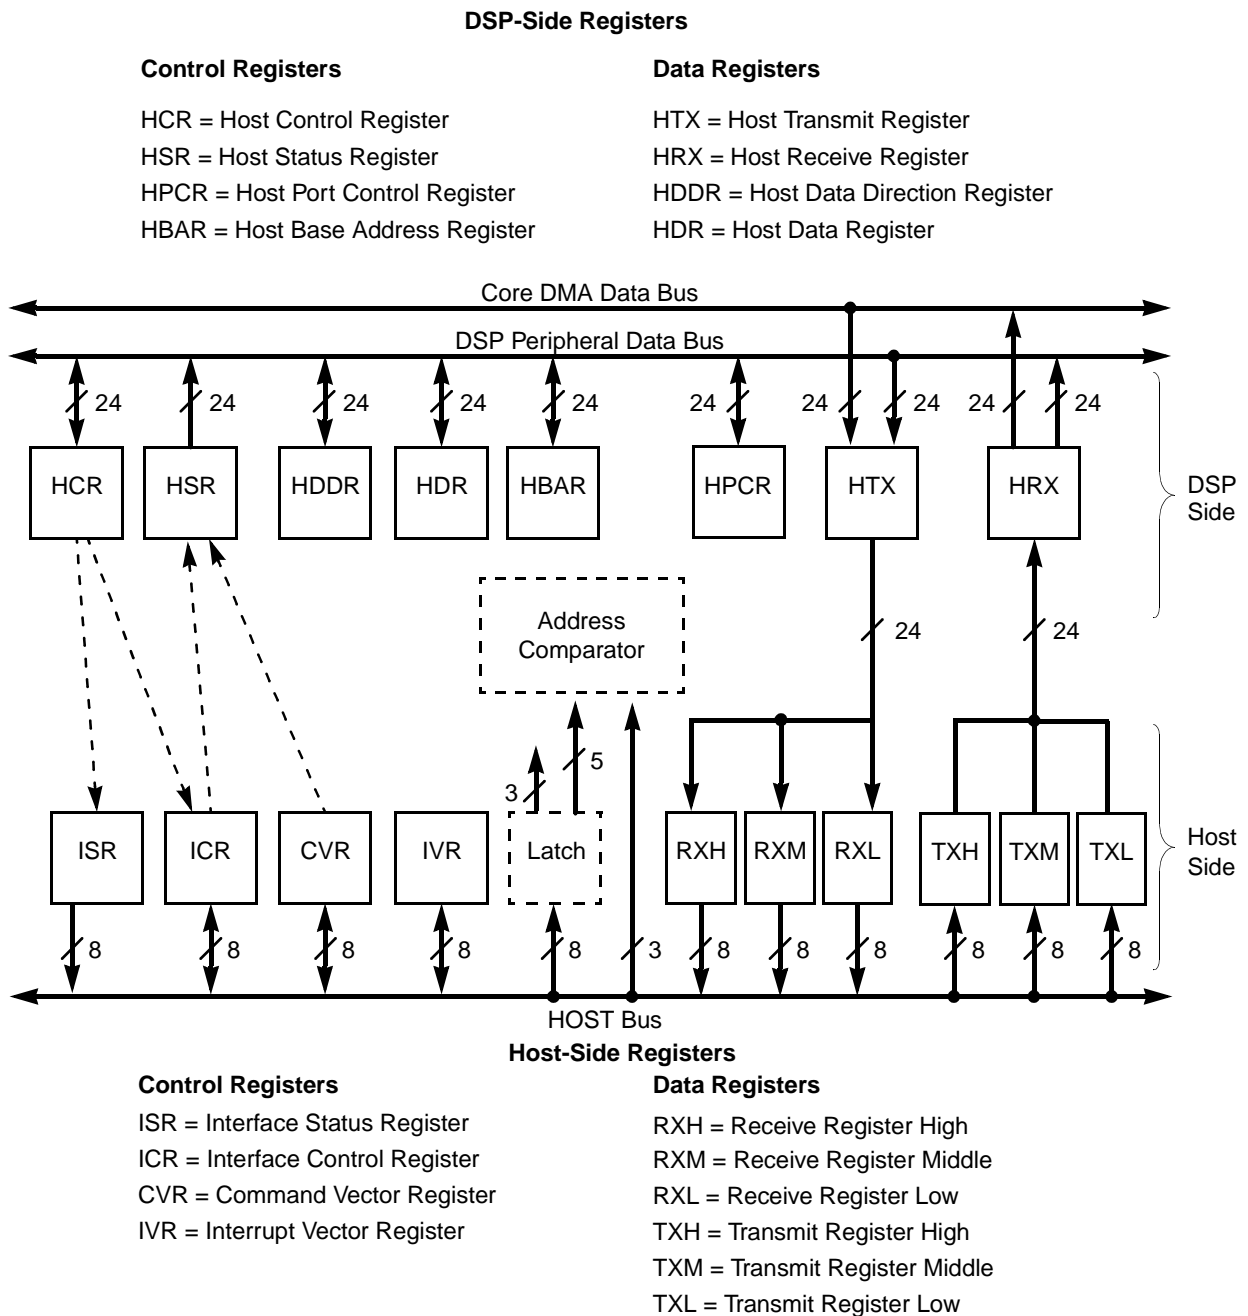 DSP-Side Registers
Control Registers
HCR = Host Control Register
HSR = Host Status Register
HPCR = Host Port Control Register
HBAR = Host Base Address Register
Data Registers
HTX = Host Transmit Register
HRX = Host Receive Register
HDDR = Host Data Direction Register
HDR = Host Data Register
Core DMA Data Bus
DSP Peripheral Data Bus
24 24 24 24 24 24 24 24 24 24
HCR HSR HDDR HDR HBAR HPCR HTX HRX
DSP
Side
Address
Comparator
24 24
5
3
ISR ICR CVR IVR Latch RXH RXM RXL TXH TXM TXL
Host
Side
8 8 8 8 8 3 8 8 8 8 8 8
HOST Bus
Host-Side Registers
Control Registers
ISR = Interface Status Register
ICR = Interface Control Register
CVR = Command Vector Register
IVR = Interrupt Vector Register
Data Registers
RXH = Receive Register High
RXM = Receive Register Middle
RXL = Receive Register Low
TXH = Transmit Register High
TXM = Transmit Register Middle
TXL = Transmit Register Low